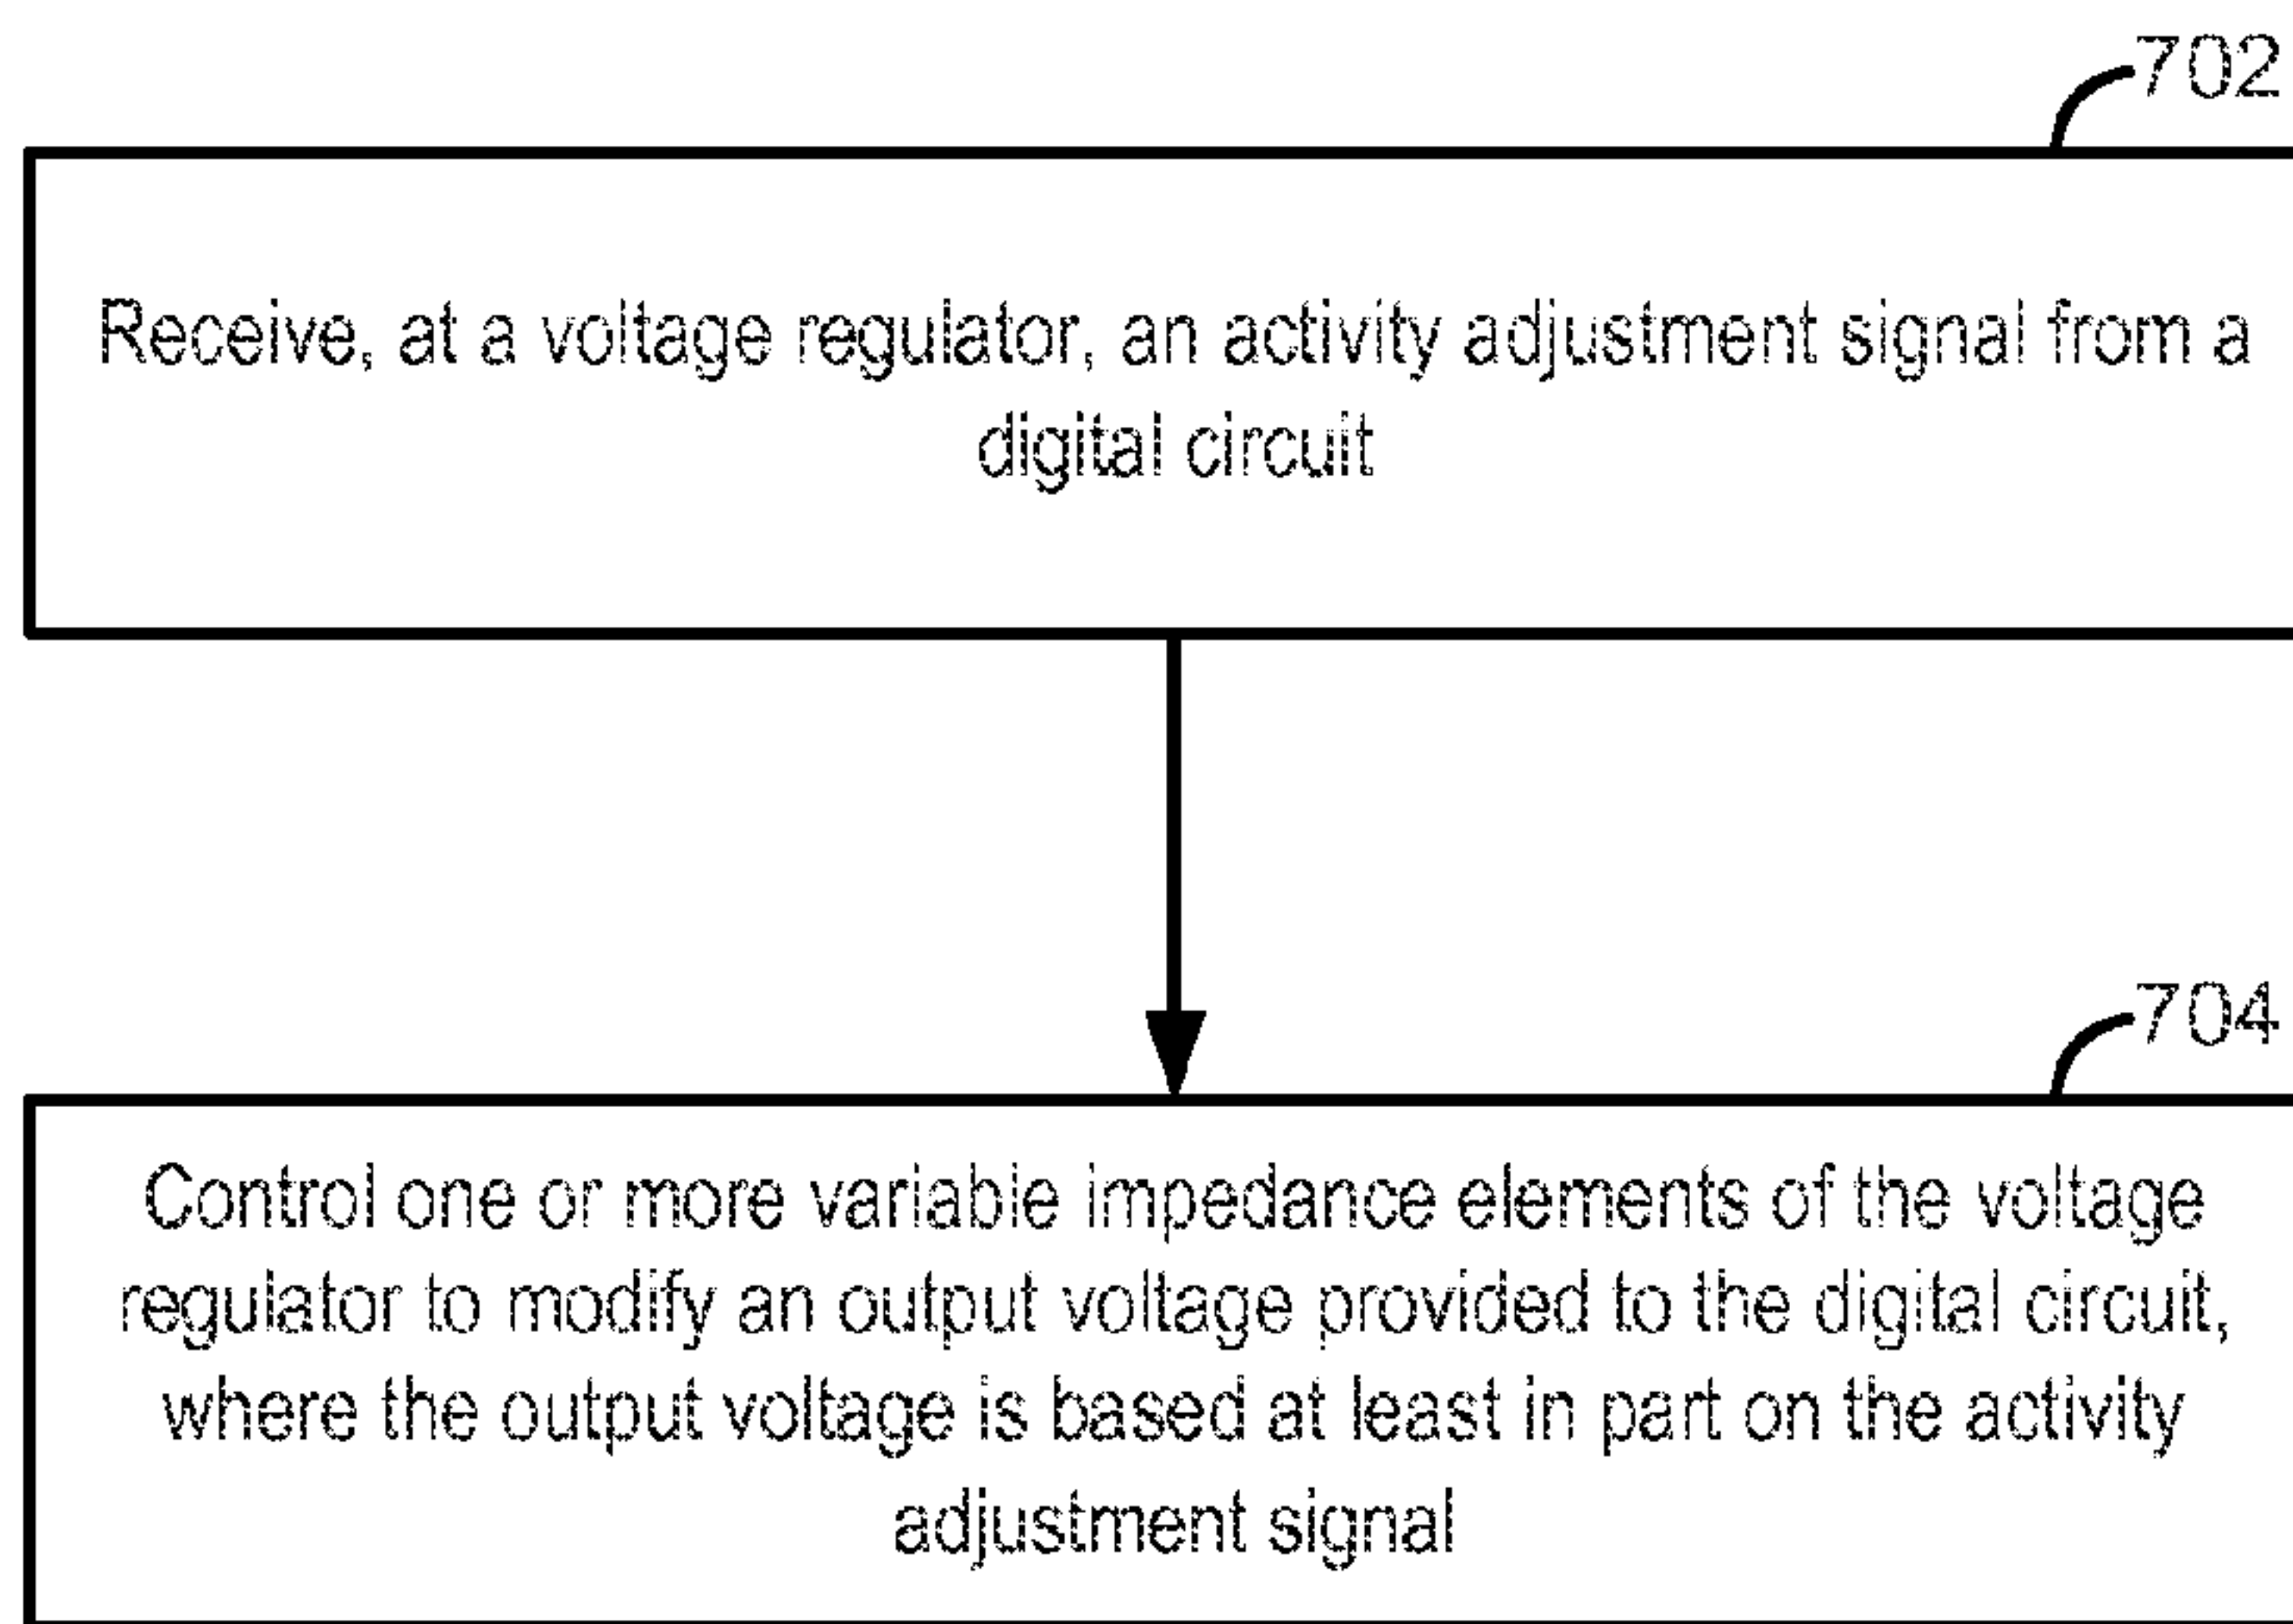 702
Receive, at a voltage regulator, an activity adjustment signal from a
digital circuit
704
Control one or more variable impedance elements of the voltage
regulator to modify an output voltage provided to the digital circuit,
where the output voltage is based at least in part on the activity
adjustment signal